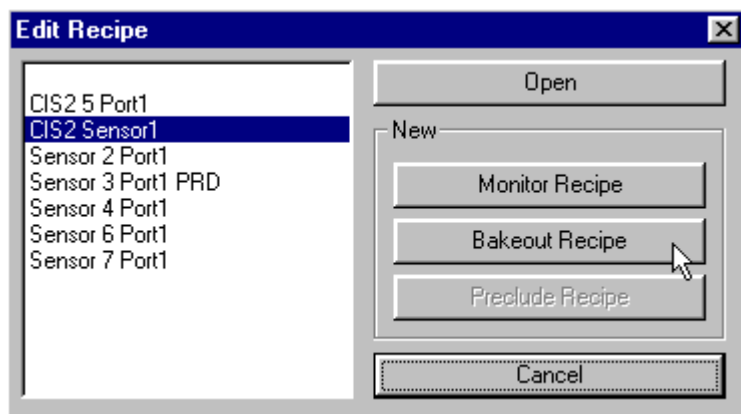 Edit Recipe
CIS2 5 Port1
CIS2 Sensor1
Sensor 2 Port1
Sensor 3 Port1 PRD
Sensor 4 Port1
Sensor 6 Port1
Sensor 7 Port1
Open
New
Monitor Recipe
Bakeout Recipe
Preclude Recipe
Cancel